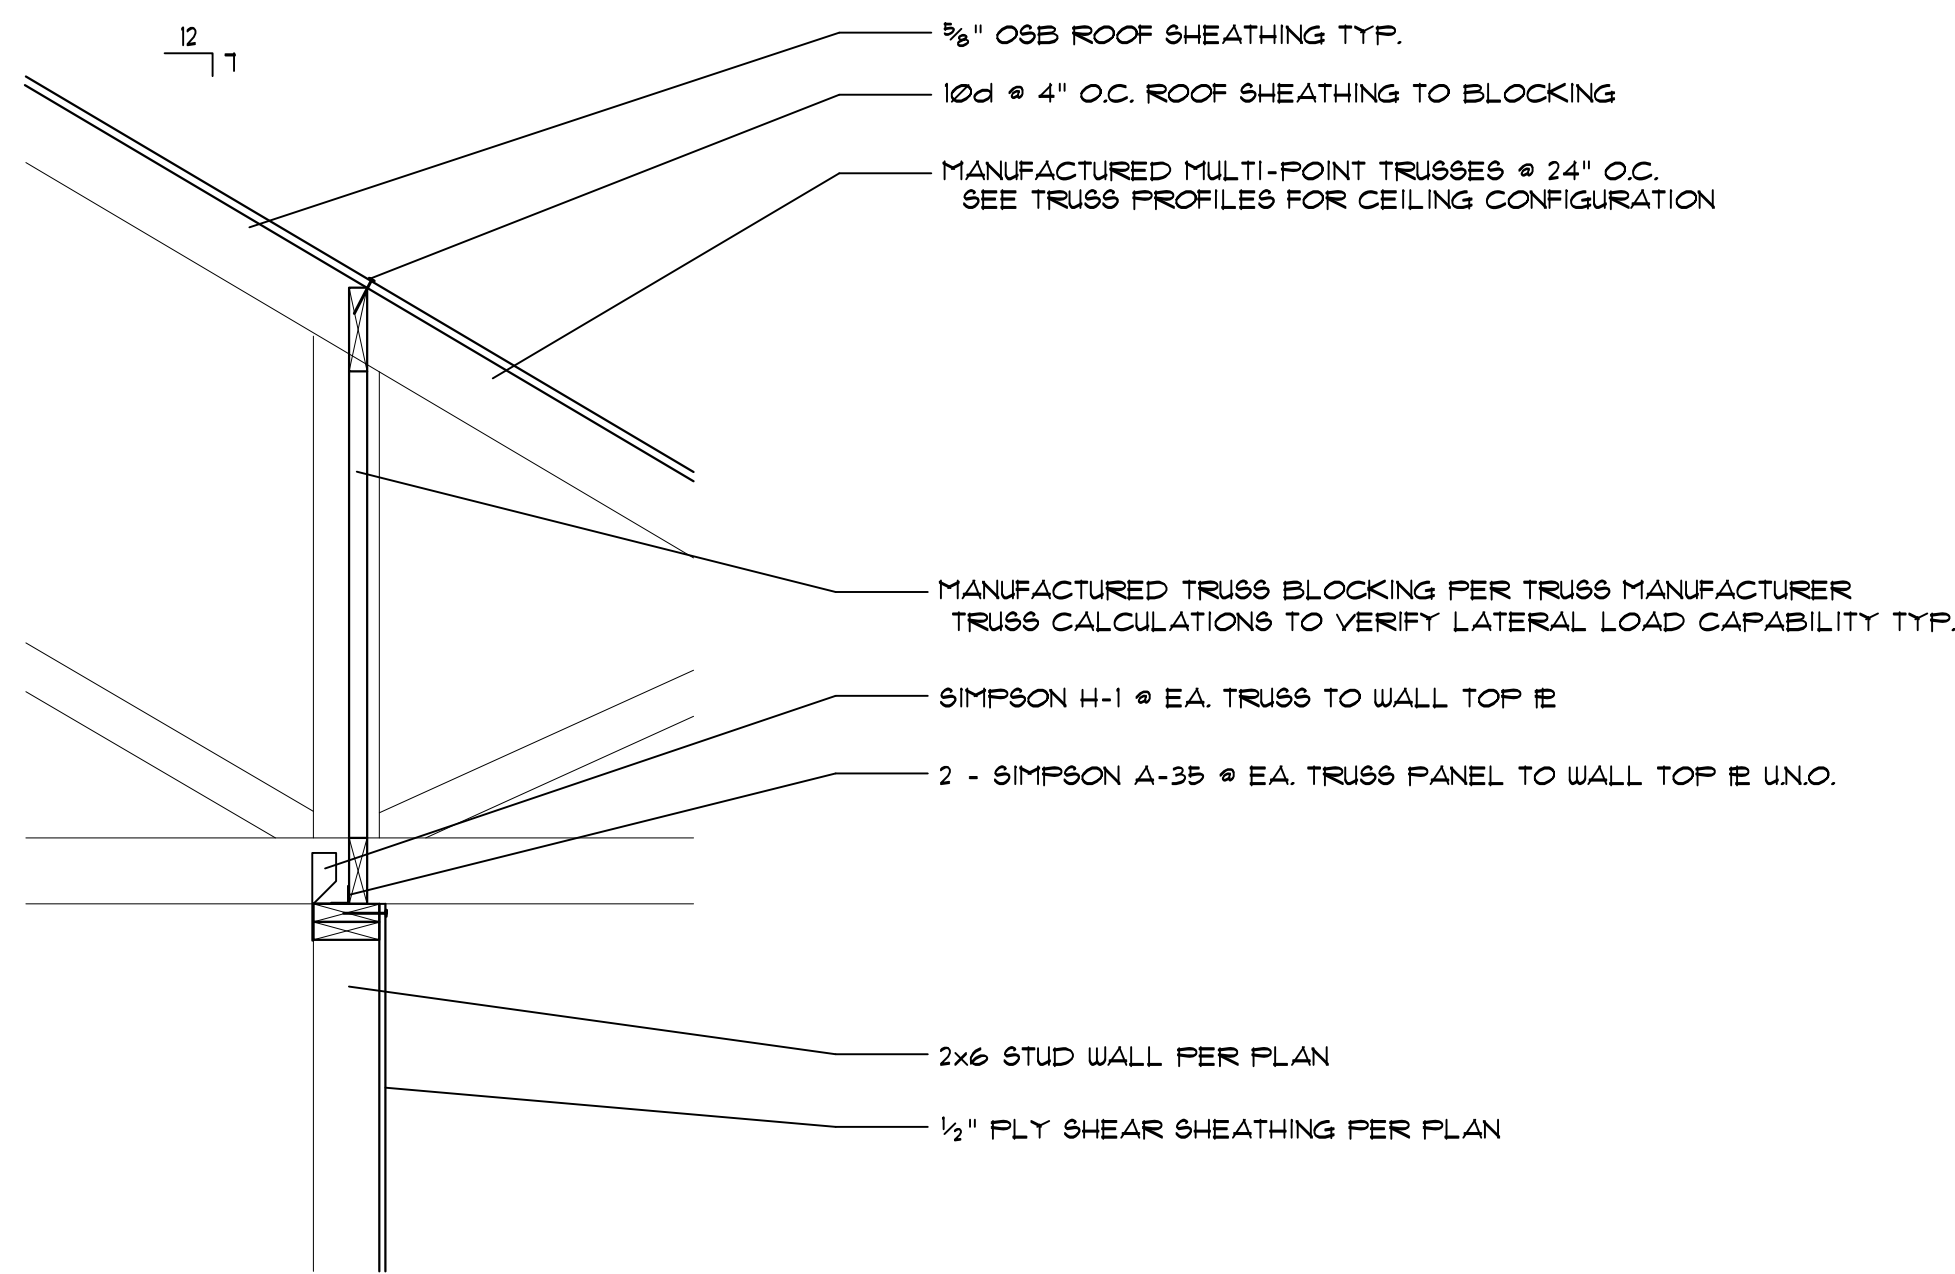 12
7
5/8" OSB ROOF SHEATHING TYP.
10d @ 4" O.C. ROOF SHEATHING TO BLOCKING
MANUFACTURED MULTI-POINT TRUSSES @ 24" O.C.
SEE TRUSS PROFILES FOR CEILING CONFIGURATION
MANUFACTURED TRUSS BLOCKING PER TRUSS MANUFACTURER
TRUSS CALCULATIONS TO VERIFY LATERAL LOAD CAPABILITY TYP.
SIMPSON H-1 @ EA. TRUSS TO WALL TOP PL
2 - SIMPSON A-35 @ EA. TRUSS PANEL TO WALL TOP PL U.N.O.
2x6 STUD WALL PER PLAN
1/2" PLY SHEAR SHEATHING PER PLAN